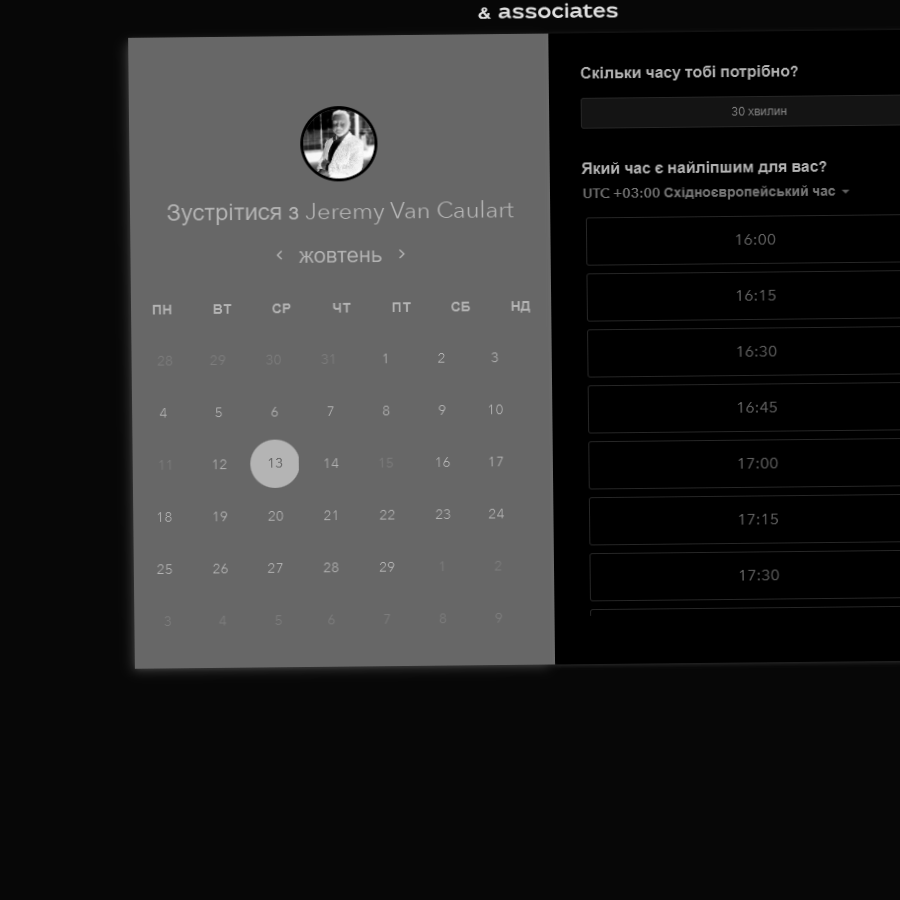 & associates
Зустрітися з Jeremy Van Caulart
жовтень
ПН ВТ СР ЧТ ПТ СБ НД
28 29 30 31 1 2 3
4 5 6 7 8 9 10
11 12 13 14 15 16 17
18 19 20 21 22 23 24
25 26 27 28 29 1 2
3 4 5 6 7 8 9
Скільки часу тобі потрібно?
30 хвилин
Який час є найліпшим для вас?
UTC +03:00 Східноєвропейський час
16:00
16:15
16:30
16:45
17:00
17:15
17:30